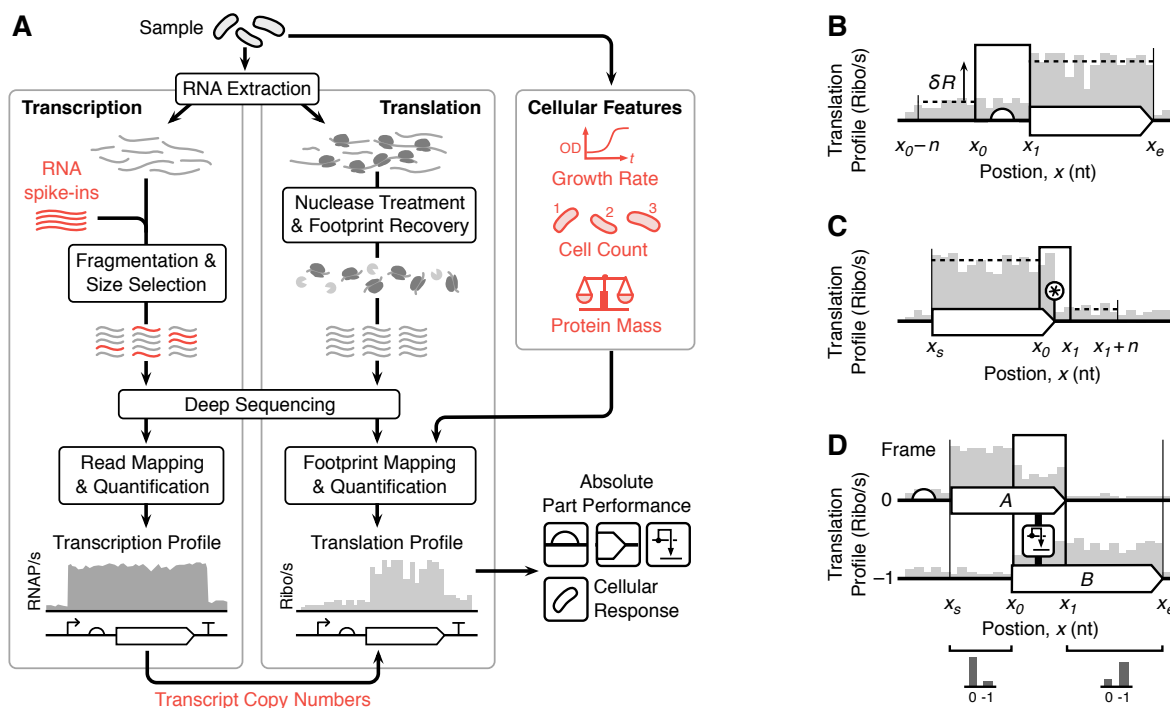 A
Sample
RNA Extraction
Transcription
Translation
Cellular Features
RNA
spike-ins
OD
t
Growth Rate
Nuclease Treatment
& Footprint Recovery
1 2 3
Cell Count
Fragmentation &
Size Selection
Protein Mass
Deep Sequencing
Read Mapping
& Quantification
Footprint Mapping
& Quantification
Absolute
Part Performance
Transcription Profile
Translation Profile
RNAP/s
Ribo/s
Cellular
Response
Transcript Copy Numbers
B
Translation
Profile (Ribo/s)
δR
x₀–n x₀ x₁ xₑ
Postion, x (nt)
C
Translation
Profile (Ribo/s)
*
xₛ x₀ x₁ x₁+n
Postion, x (nt)
D
Translation
Profile (Ribo/s)
Frame
0
A
–1
B
xₛ x₀ x₁ xₑ
Postion, x (nt)
0 -1
0 -1